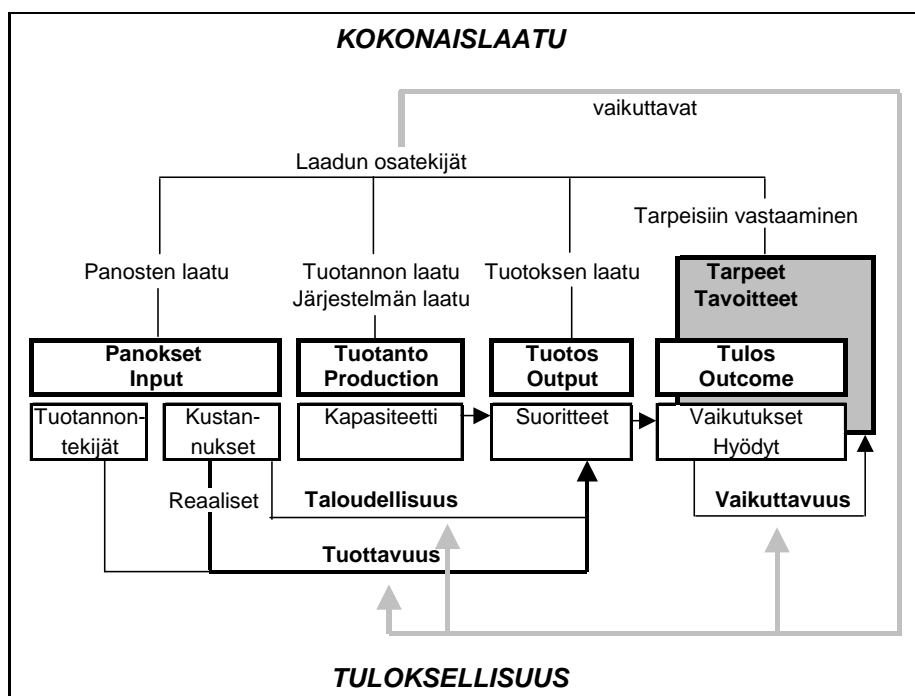 KOKONAISLAATU
vaikuttavat
Laadun osatekijät
Tarpeisiin vastaaminen
Panosten laatu
Tuotannon laatu
Järjestelmän laatu
Tuotoksen laatu
Tarpeet
Tavoitteet
Panokset
Input
Tuotanto
Production
Tuotos
Output
Tulos
Outcome
Tuotannon-
tekijät
Kustan-
nukset
Kapasiteetti
Suoritteet
Vaikutukset
Hyödyt
Reaaliset
Taloudellisuus
Vaikuttavuus
Tuottavuus
TULOKSELLISUUS